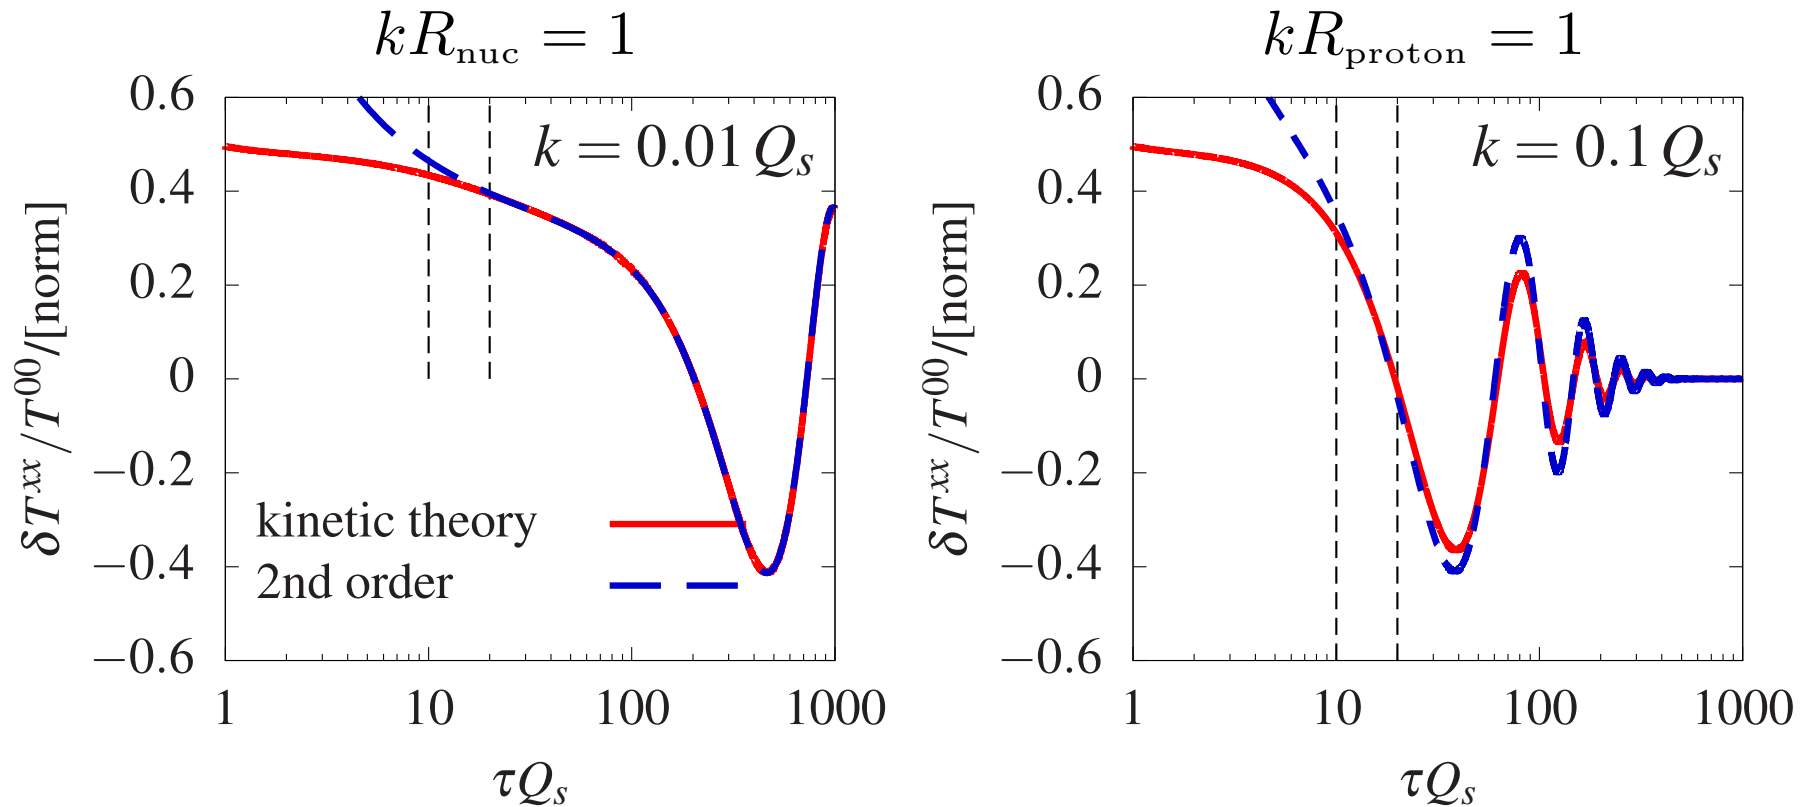 kR_nuc = 1
0.6
0.4
0.2
0
−0.2
−0.4
−0.6
δT^xx/T^00/[norm]
k = 0.01 Q_s
kinetic theory
2nd order
1 10 100 1000
τQ_s
kR_proton = 1
0.6
0.4
0.2
0
−0.2
−0.4
−0.6
δT^xx/T^00/[norm]
k = 0.1 Q_s
1 10 100 1000
τQ_s